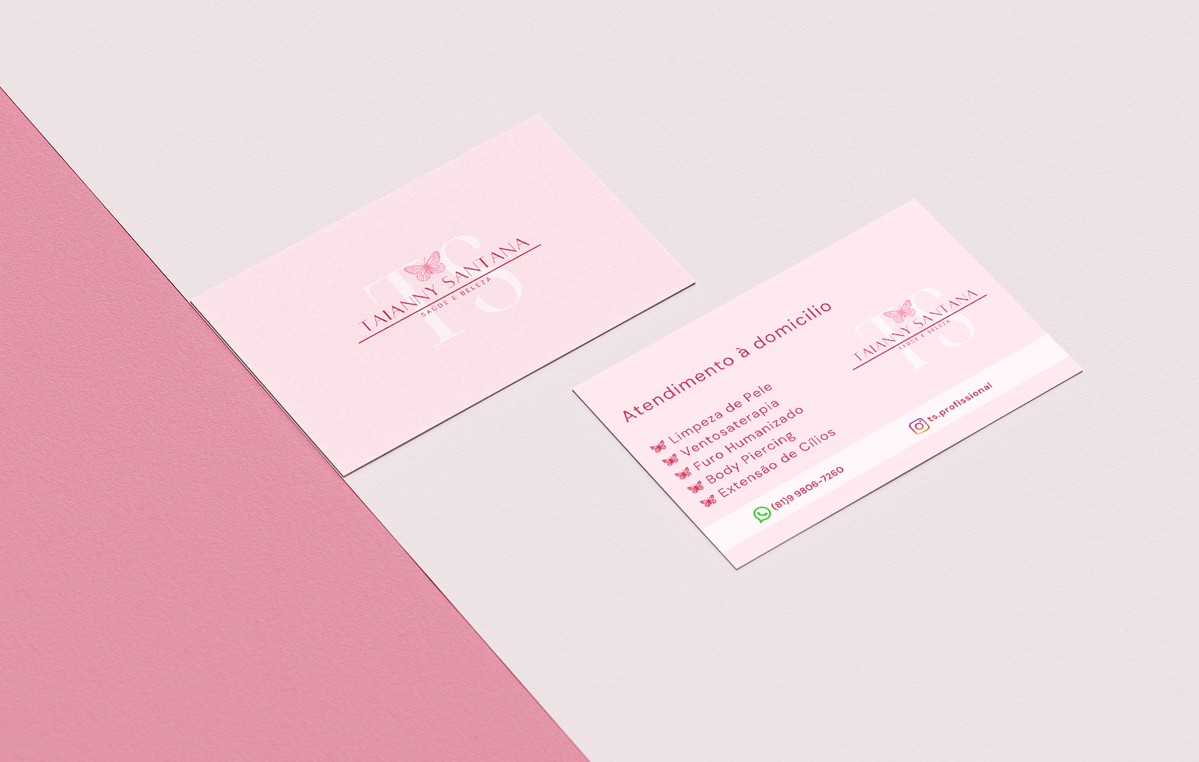 TS
TAIANNY SANTANA
SAÚDE E BELEZA
Atendimento à domicilio
Limpeza de Pele
Ventosaterapia
Furo Humanizado
Body Piercing
Extensão de Cílios
TS
TAIANNY SANTANA
SAÚDE E BELEZA
(81)9 9806-7260
ts.profissional